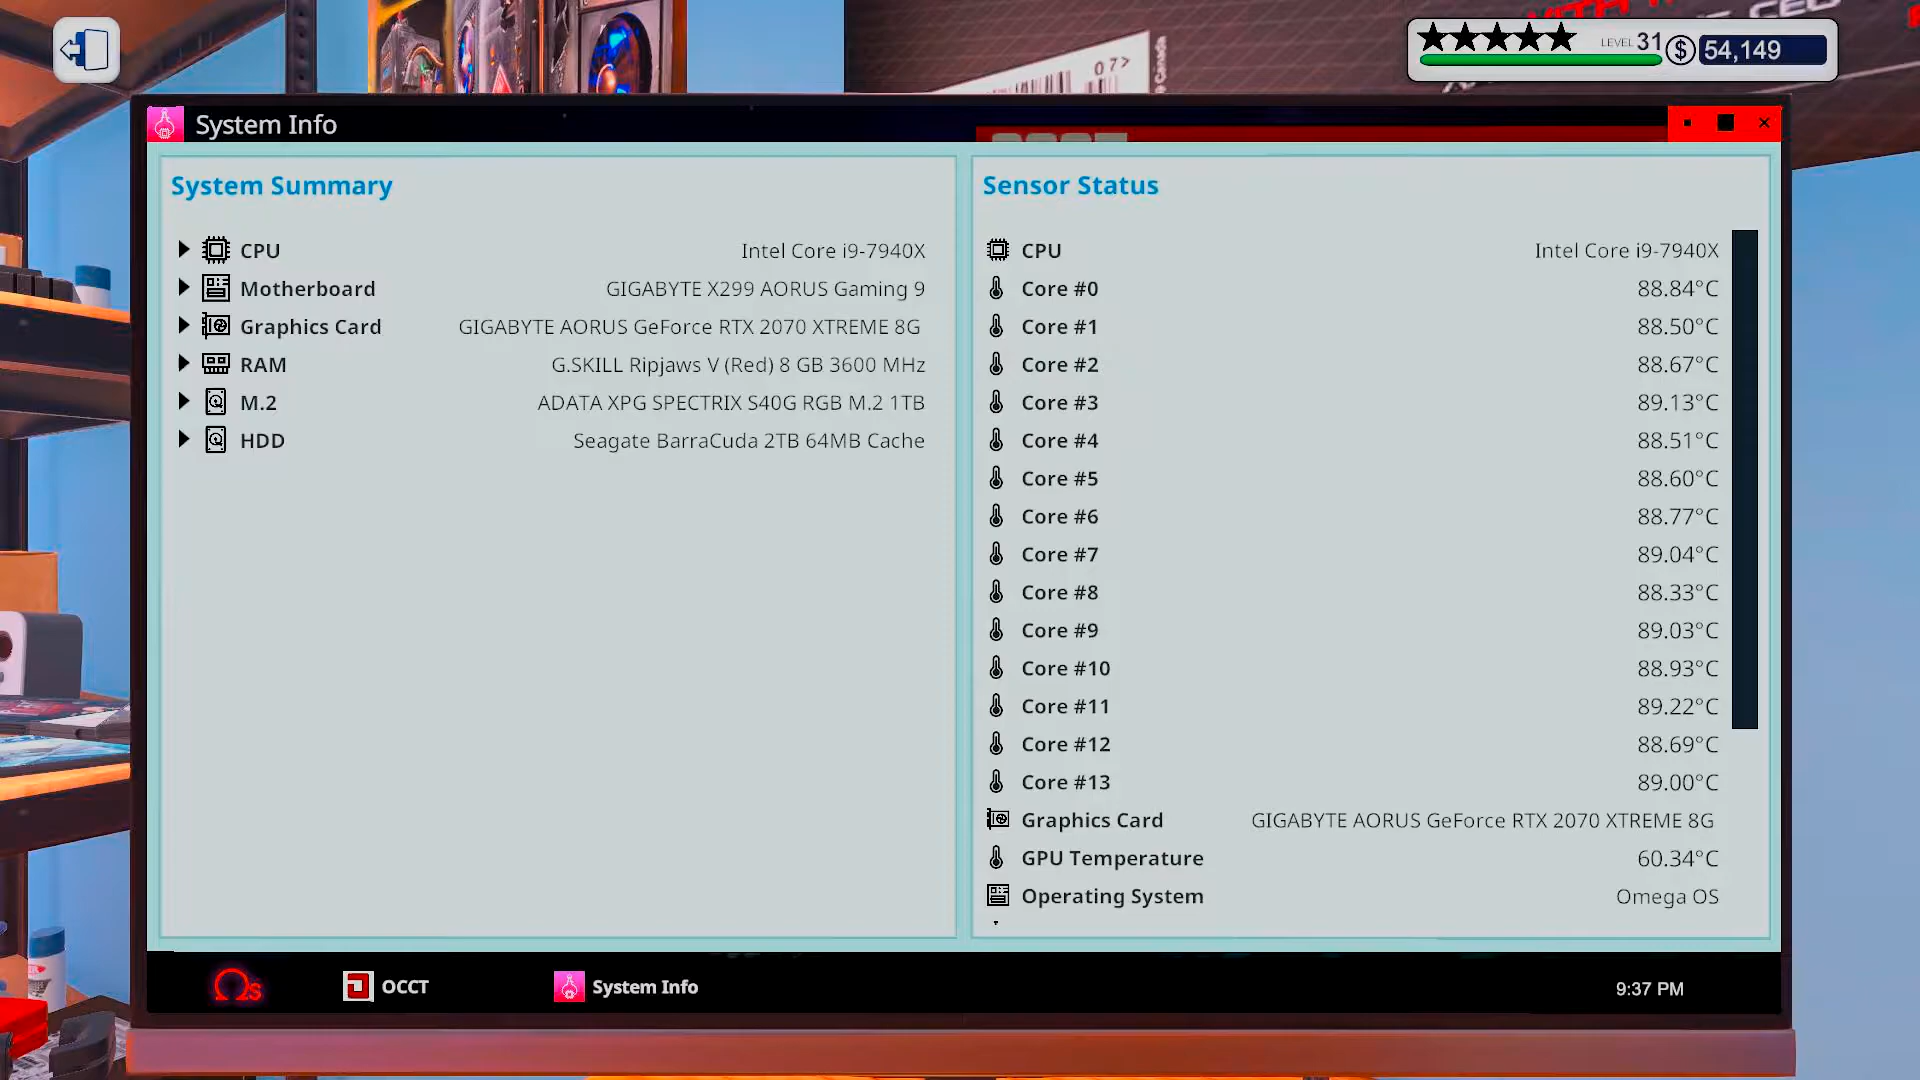 LEVEL 31
$ 54,149
07>
Canada
System Info
System Summary
CPU Intel Core i9-7940X
Motherboard GIGABYTE X299 AORUS Gaming 9
Graphics Card GIGABYTE AORUS GeForce RTX 2070 XTREME 8G
RAM G.SKILL Ripjaws V (Red) 8 GB 3600 MHz
M.2 ADATA XPG SPECTRIX S40G RGB M.2 1TB
HDD Seagate BarraCuda 2TB 64MB Cache
Sensor Status
CPU Intel Core i9-7940X
Core #0 88.84°C
Core #1 88.50°C
Core #2 88.67°C
Core #3 89.13°C
Core #4 88.51°C
Core #5 88.60°C
Core #6 88.77°C
Core #7 89.04°C
Core #8 88.33°C
Core #9 89.03°C
Core #10 88.93°C
Core #11 89.22°C
Core #12 88.69°C
Core #13 89.00°C
Graphics Card GIGABYTE AORUS GeForce RTX 2070 XTREME 8G
GPU Temperature 60.34°C
Operating System Omega OS
Ωs
OCCT
System Info
9:37 PM